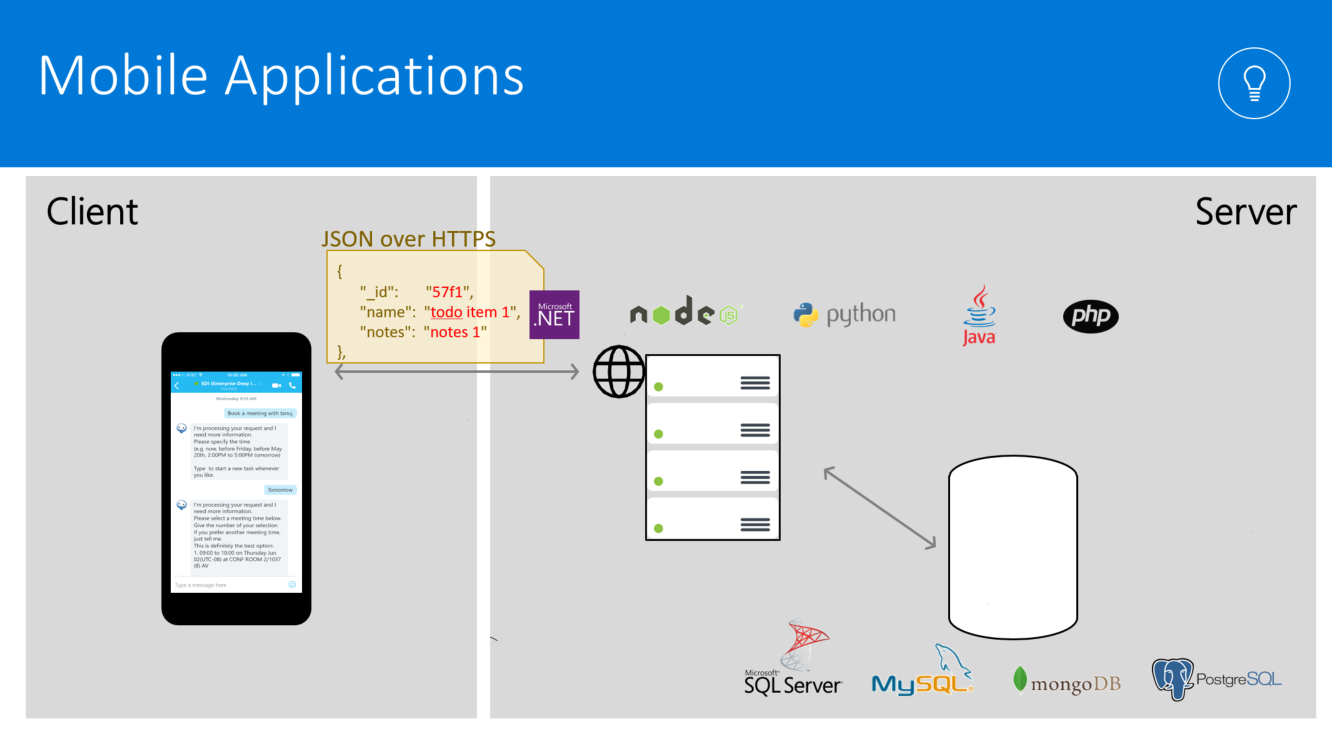 Mobile Applications
Client
Server
JSON over HTTPS
{
"_id": "57f1",
"name": "todo item 1",
"notes": "notes 1"
},
Microsoft
.NET
node
JS
python
Java
php
10:00 AM
EDI (Enterprise Deep I...
Wednesday 9:59 AM
Book a meeting with tanuj
I'm processing your request and I
need more information.
Please specify the time
(e.g. now, before Friday, before May
20th, 2:00PM to 5:00PM tomorrow)
Type to start a new task whenever
you like.
Tomorrow
I'm processing your request and I
need more information.
Please select a meeting time below.
Give the number of your selection.
If you prefer another meeting time,
just tell me.
This is definitely the best option:
1. 09:00 to 10:00 on Thursday Jun
02(UTC-08) at CONF ROOM 2/1037
(8) AV
Type a message here
Microsoft
SQL Server
MySQL
mongoDB
PostgreSQL